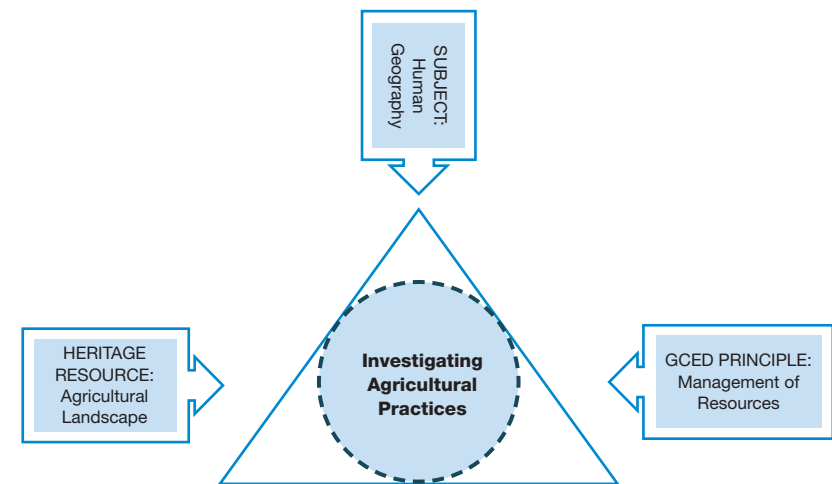 SUBJECT:
Human
Geography
HERITAGE
RESOURCE:
Agricultural
Landscape
Investigating
Agricultural
Practices
GCED PRINCIPLE:
Management of
Resources